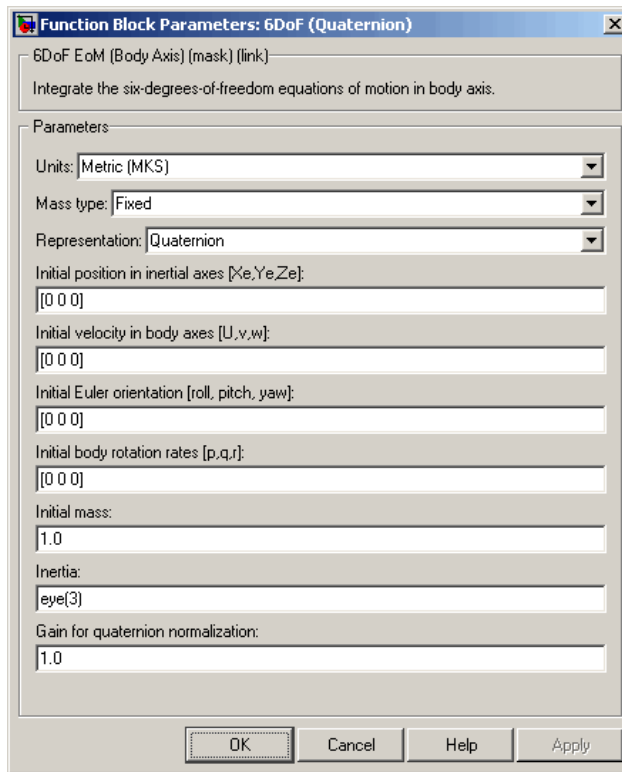 Function Block Parameters: 6DoF (Quaternion)
6DoF EoM (Body Axis) (mask) (link)
Integrate the six-degrees-of-freedom equations of motion in body axis.
Parameters
Units: Metric (MKS)
Mass type: Fixed
Representation: Quaternion
Initial position in inertial axes [Xe,Ye,Ze]:
[0 0 0]
Initial velocity in body axes [U,v,w]:
[0 0 0]
Initial Euler orientation [roll, pitch, yaw]:
[0 0 0]
Initial body rotation rates [p,q,r]:
[0 0 0]
Initial mass:
1.0
Inertia:
eye(3)
Gain for quaternion normalization:
1.0
OK Cancel Help Apply